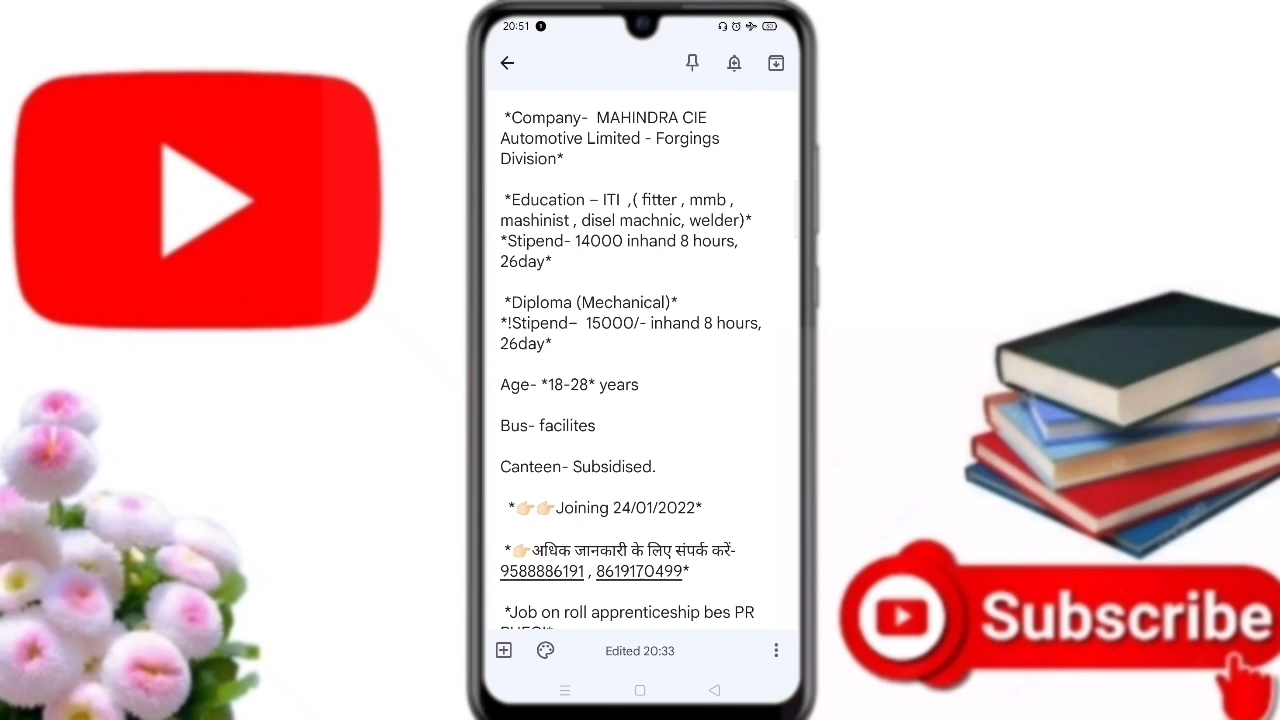 20:51
*Company- MAHINDRA CIE
Automotive Limited - Forgings
Division*
*Education – ITI ,( fitter , mmb ,
mashinist , disel machnic, welder)*
*Stipend- 14000 inhand 8 hours,
26day*
*Diploma (Mechanical)*
*!Stipend– 15000/- inhand 8 hours,
26day*
Age- *18-28* years
Bus- facilites
Canteen- Subsidised.
*👉🏻👉🏻Joining 24/01/2022*
*👉🏻अधिक जानकारी के लिए संपर्क करें-
9588886191 , 8619170499*
*Job on roll apprenticeship bes PR
Edited 20:33
Subscribe